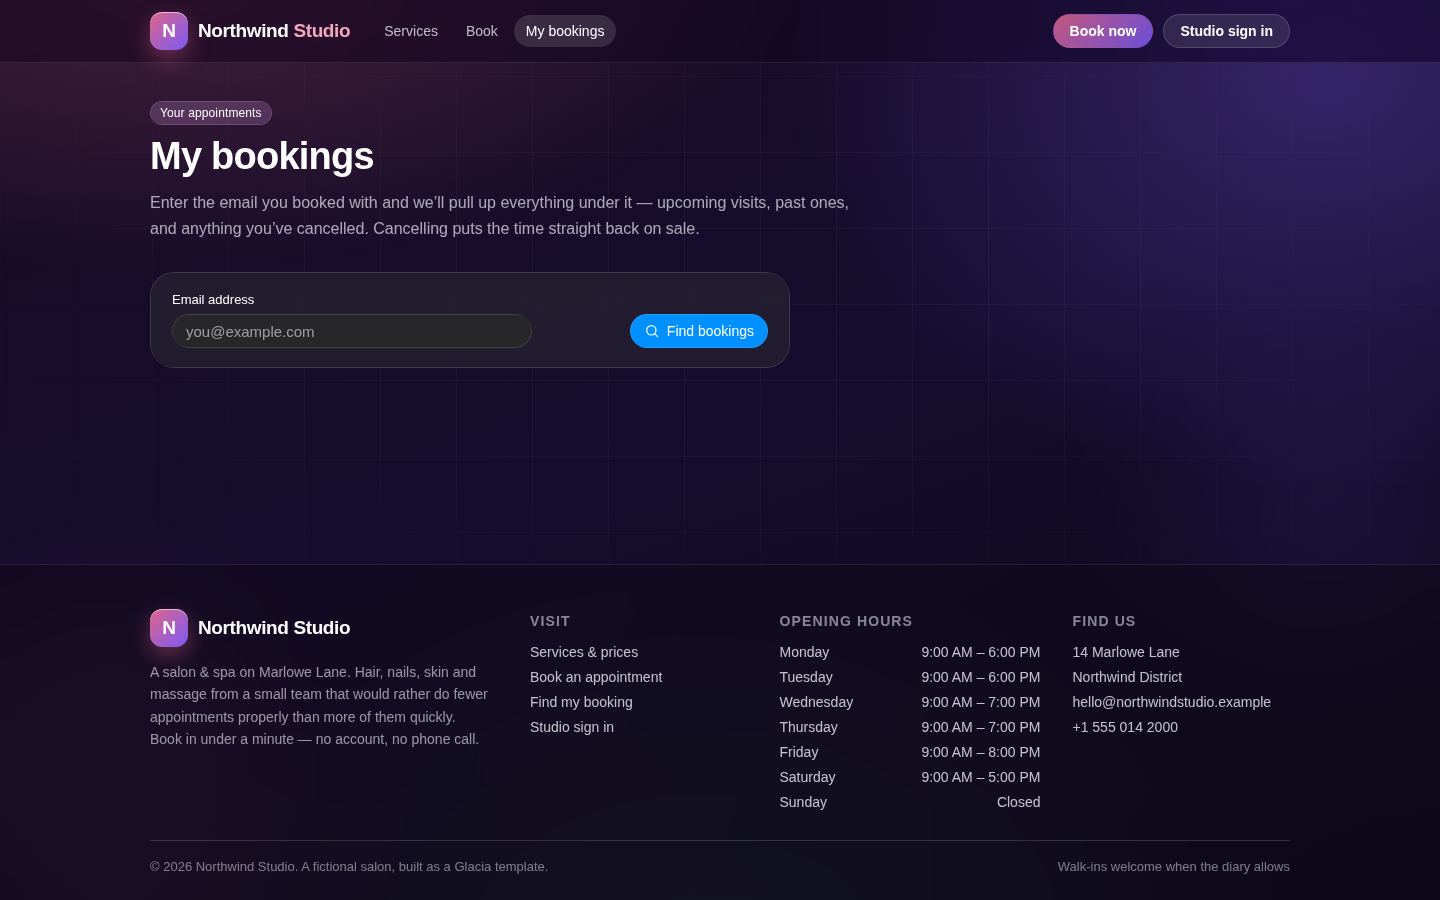 N Northwind Studio
Services
Book
My bookings
Book now
Studio sign in
Your appointments
My bookings
Enter the email you booked with and we’ll pull up everything under it — upcoming visits, past ones,
and anything you’ve cancelled. Cancelling puts the time straight back on sale.
Email address
you@example.com
Find bookings
N Northwind Studio
A salon & spa on Marlowe Lane. Hair, nails, skin and
massage from a small team that would rather do fewer
appointments properly than more of them quickly.
Book in under a minute — no account, no phone call.
VISIT
Services & prices
Book an appointment
Find my booking
Studio sign in
OPENING HOURS
Monday 9:00 AM – 6:00 PM
Tuesday 9:00 AM – 6:00 PM
Wednesday 9:00 AM – 7:00 PM
Thursday 9:00 AM – 7:00 PM
Friday 9:00 AM – 8:00 PM
Saturday 9:00 AM – 5:00 PM
Sunday Closed
FIND US
14 Marlowe Lane
Northwind District
hello@northwindstudio.example
+1 555 014 2000
© 2026 Northwind Studio. A fictional salon, built as a Glacia template.
Walk-ins welcome when the diary allows